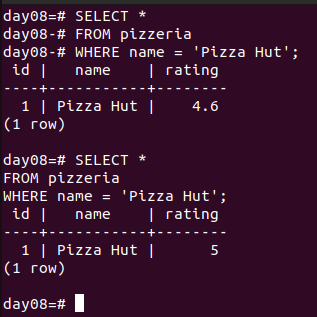 day08=# SELECT *
day08-# FROM pizzeria
day08-# WHERE name = 'Pizza Hut';
 id |   name    | rating
----+-----------+--------
  1 | Pizza Hut |    4.6
(1 row)

day08=# SELECT *
FROM pizzeria
WHERE name = 'Pizza Hut';
 id |   name    | rating
----+-----------+--------
  1 | Pizza Hut |      5
(1 row)

day08=#